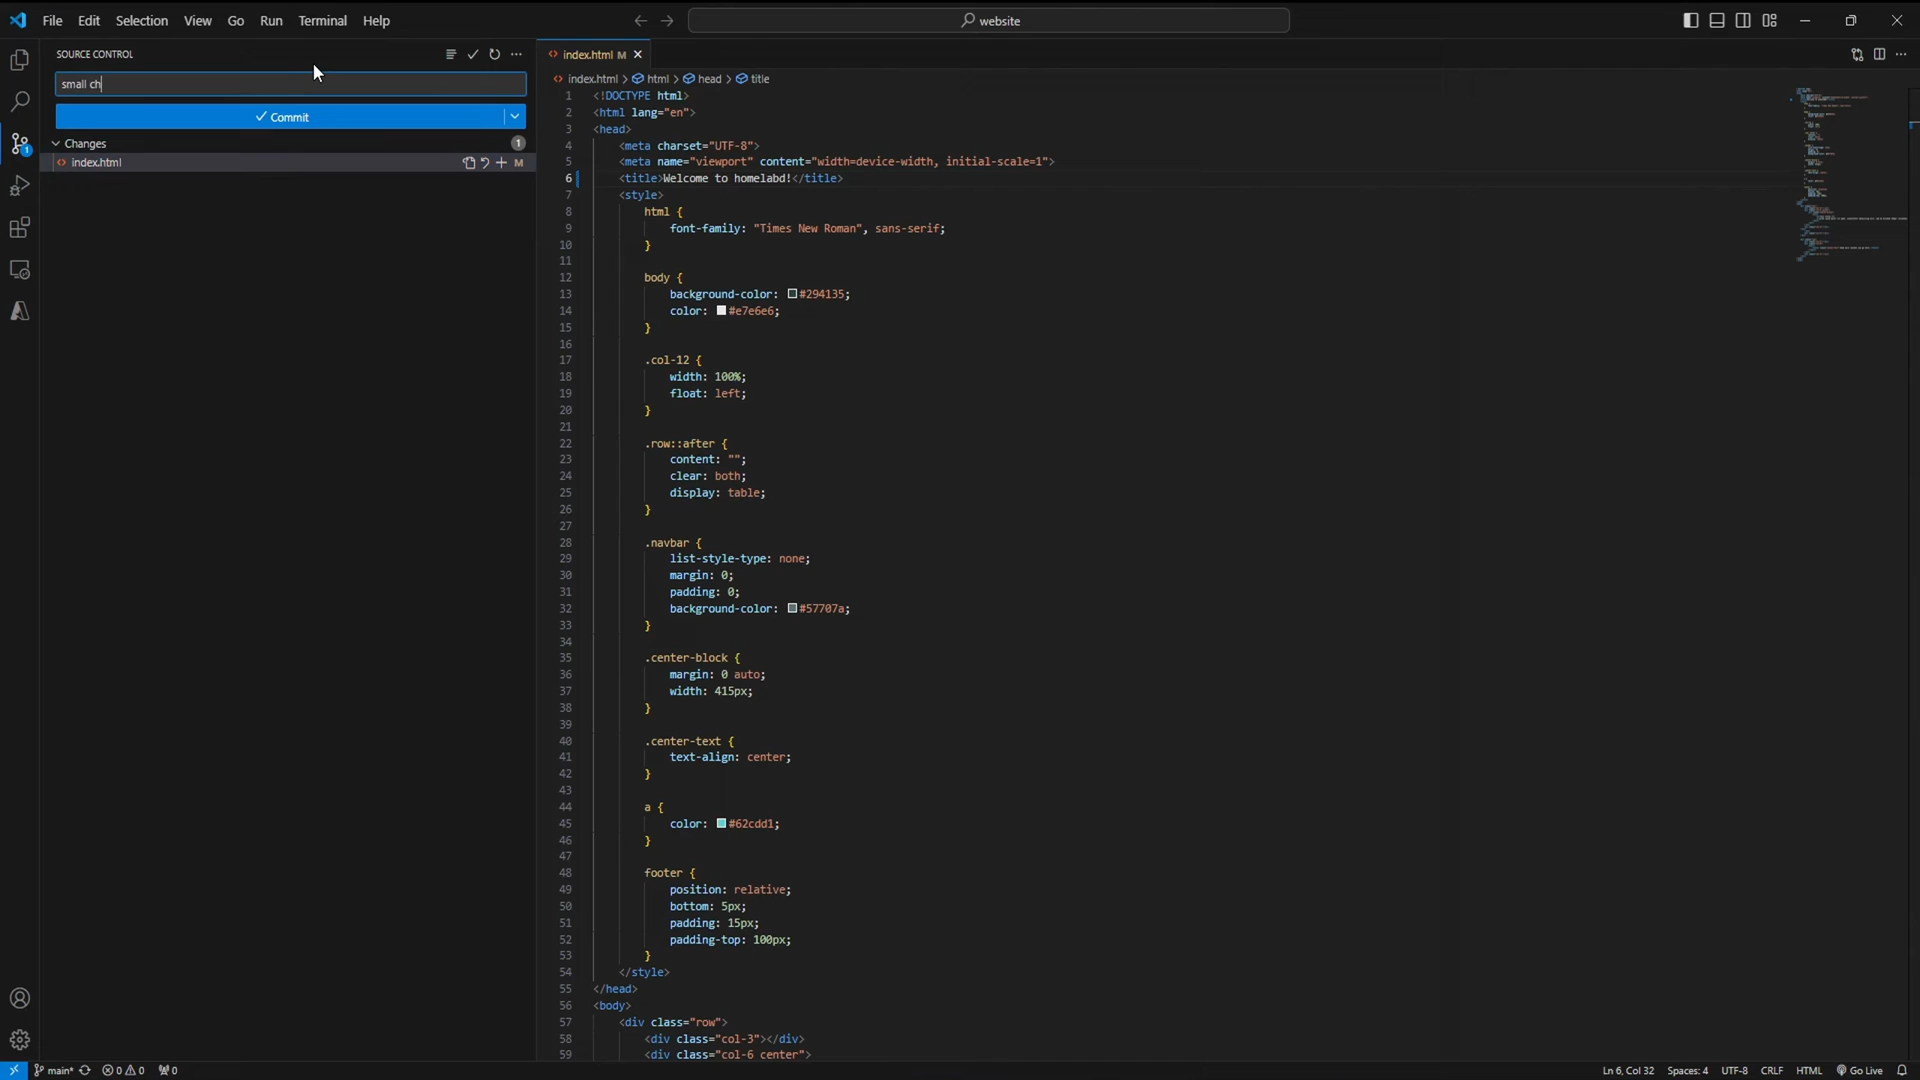 File Edit Selection View Go Run Terminal Help
website
SOURCE CONTROL
small ch
Commit
Changes
1
index.html
M
1
index.html M
index.html > html > head > title
1 <!DOCTYPE html>
2 <html lang="en">
3 <head>
4 <meta charset="UTF-8">
5 <meta name="viewport" content="width=device-width, initial-scale=1">
6 <title>Welcome to homelabd!</title>
7 <style>
8 html {
9 font-family: "Times New Roman", sans-serif;
10 }
11
12 body {
13 background-color: #294135;
14 color: #e7e6e6;
15 }
16
17 .col-12 {
18 width: 100%;
19 float: left;
20 }
21
22 .row::after {
23 content: "";
24 clear: both;
25 display: table;
26 }
27
28 .navbar {
29 list-style-type: none;
30 margin: 0;
31 padding: 0;
32 background-color: #57707a;
33 }
34
35 .center-block {
36 margin: 0 auto;
37 width: 415px;
38 }
39
40 .center-text {
41 text-align: center;
42 }
43
44 a {
45 color: #62cdd1;
46 }
47
48 footer {
49 position: relative;
50 bottom: 5px;
51 padding: 15px;
52 padding-top: 100px;
53 }
54 </style>
55 </head>
56 <body>
57 <div class="row">
58 <div class="col-3"></div>
59 <div class="col-6 center">
main* 0 0 0
Ln 6, Col 32 Spaces: 4 UTF-8 CRLF HTML Go Live